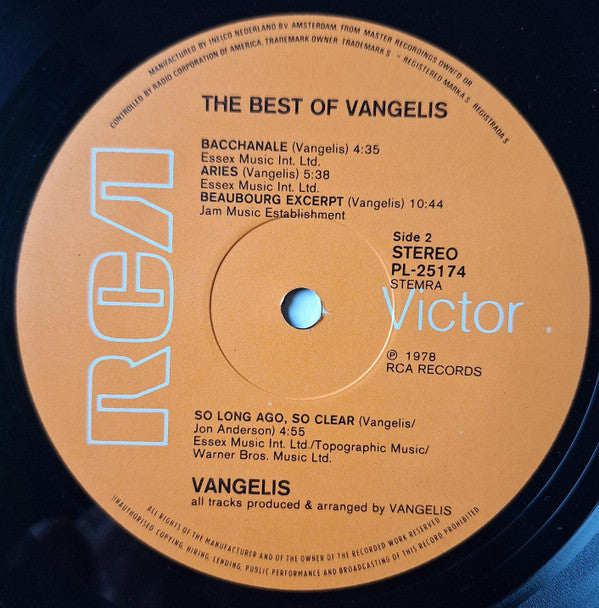 MANUFACTURED BY INELCO NEDERLAND B.V. AMSTERDAM, FROM MASTER RECORDINGS OWNED OR
CONTROLLED BY RADIO CORPORATION OF AMERICA, TRADEMARK OWNER. TRADEMARKS - REGISTERED MARKAS REGISTRADAS
THE BEST OF VANGELIS
BACCHANALE (Vangelis) 4:35
Essex Music Int. Ltd.
ARIES (Vangelis) 5:38
Essex Music Int. Ltd.
BEAUBOURG EXCERPT (Vangelis) 10:44
Jam Music Establishment
RCA
Side 2
STEREO
PL-25174
STEMRA
Victor
℗ 1978
RCA RECORDS
SO LONG AGO, SO CLEAR (Vangelis/
Jon Anderson) 4:55
Essex Music Int. Ltd./Topographic Music/
Warner Bros. Music Ltd.
VANGELIS
all tracks produced & arranged by VANGELIS
ALL RIGHTS OF THE MANUFACTURER AND OF THE OWNER OF THE RECORDED WORK RESERVED
UNAUTHORISED COPYING, HIRING, LENDING, PUBLIC PERFORMANCE AND BROADCASTING OF THIS RECORD PROHIBITED